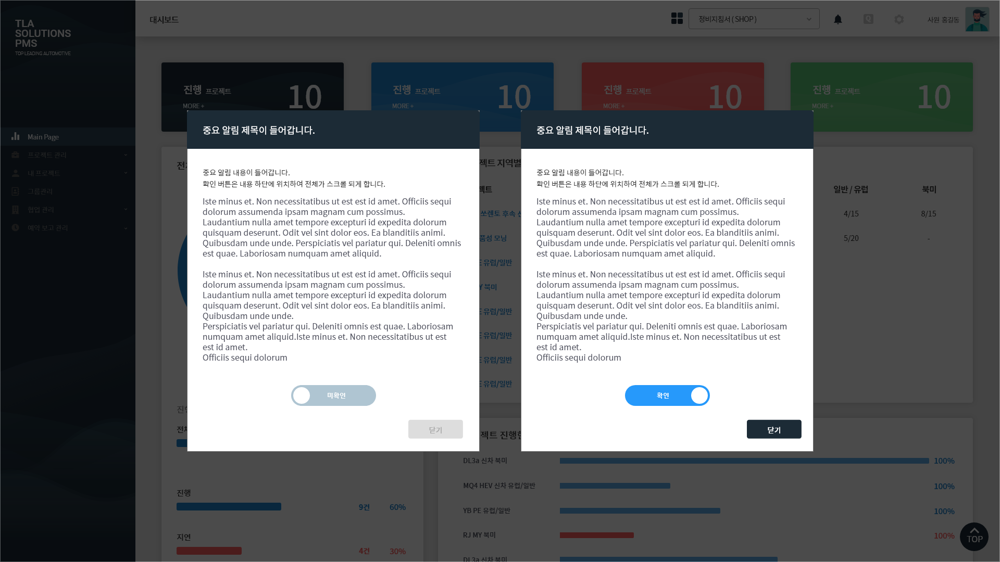 TLA
SOLUTIONS
PMS
TOP LEADING AUTOMOTIVE
대시보드
정비지침서 ( SHOP )
Q
사원 홍길동
Main Page
프로젝트 관리
내 프로젝트
그룹관리
협업 관리
예약 보고 관리
진행 프로젝트
MORE +
10
진행 프로젝트
MORE +
10
진행 프로젝트
MORE +
10
진행 프로젝트
MORE +
10
중요 알림 제목이 들어갑니다.
중요 알림 내용이 들어갑니다.
확인 버튼은 내용 하단에 위치하여 전체가 스크롤 되게 합니다.
Iste minus et. Non necessitatibus ut est est id amet. Officiis sequi
dolorum assumenda ipsam magnam cum possimus.
Laudantium nulla amet tempore excepturi id expedita dolorum
quisquam deserunt. Odit vel sint dolor eos. Ea blanditiis animi.
Quibusdam unde unde. Perspiciatis vel pariatur qui. Deleniti omnis
est quae. Laboriosam numquam amet aliquid.
Iste minus et. Non necessitatibus ut est est id amet. Officiis sequi
dolorum assumenda ipsam magnam cum possimus.
Laudantium nulla amet tempore excepturi id expedita dolorum
quisquam deserunt. Odit vel sint dolor eos. Ea blanditiis animi.
Quibusdam unde unde.
Perspiciatis vel pariatur qui. Deleniti omnis est quae. Laboriosam
numquam amet aliquid.Iste minus et. Non necessitatibus ut est
est id amet.
Officiis sequi dolorum
미확인
닫기
중요 알림 제목이 들어갑니다.
중요 알림 내용이 들어갑니다.
확인 버튼은 내용 하단에 위치하여 전체가 스크롤 되게 합니다.
Iste minus et. Non necessitatibus ut est est id amet. Officiis sequi
dolorum assumenda ipsam magnam cum possimus.
Laudantium nulla amet tempore excepturi id expedita dolorum
quisquam deserunt. Odit vel sint dolor eos. Ea blanditiis animi.
Quibusdam unde unde. Perspiciatis vel pariatur qui. Deleniti omnis
est quae. Laboriosam numquam amet aliquid.
Iste minus et. Non necessitatibus ut est est id amet. Officiis sequi
dolorum assumenda ipsam magnam cum possimus.
Laudantium nulla amet tempore excepturi id expedita dolorum
quisquam deserunt. Odit vel sint dolor eos. Ea blanditiis animi.
Quibusdam unde unde.
Perspiciatis vel pariatur qui. Deleniti omnis est quae. Laboriosam
numquam amet aliquid.Iste minus et. Non necessitatibus ut est
est id amet.
Officiis sequi dolorum
확인
닫기
젝트 지역별
젝트
일반 / 유럽
북미
쏘렌토 후속
4/15
8/15
품성 모닝
5/20
-
유럽/일반
북미
유럽/일반
유럽/일반
유럽/일반
유럽/일반
진행
9건
60%
지연
4건
30%
젝트 진행
DL3a 신차 북미
100%
MQ4 HEV 신차 유럽/일반
100%
YB PE 유럽/일반
100%
RJ MY 북미
100%
DL3a 신차 북미
TOP